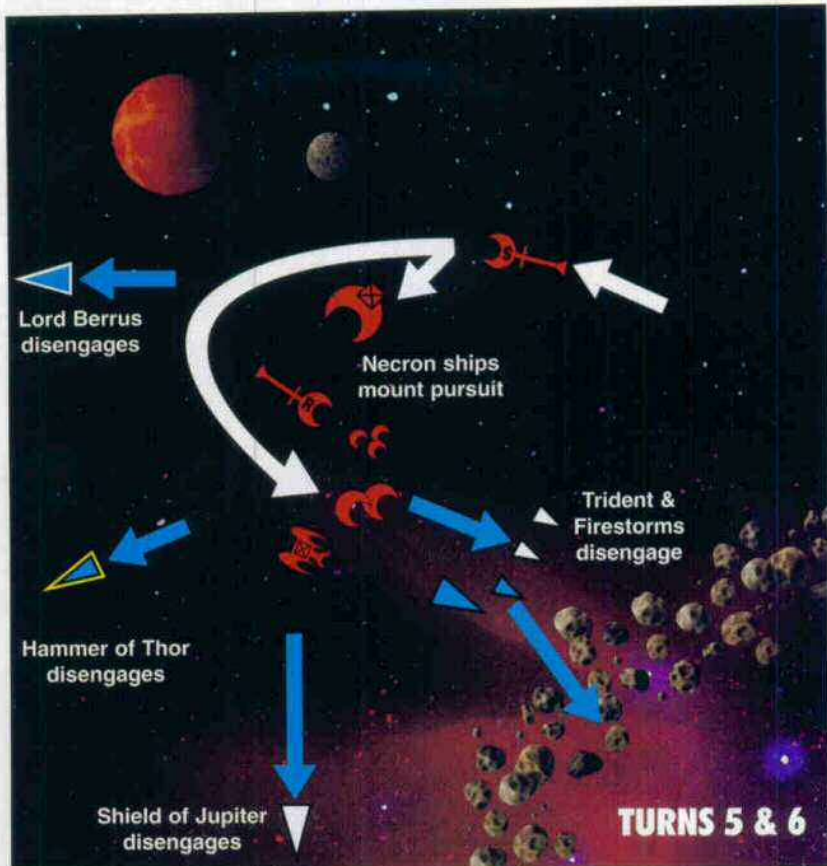 Lord Berrus
disengages
Necron ships
mount pursuit
Trident &
Firestorms
disengage
Hammer of Thor
disengages
Shield of Jupiter
disengages
TURNS 5 & 6